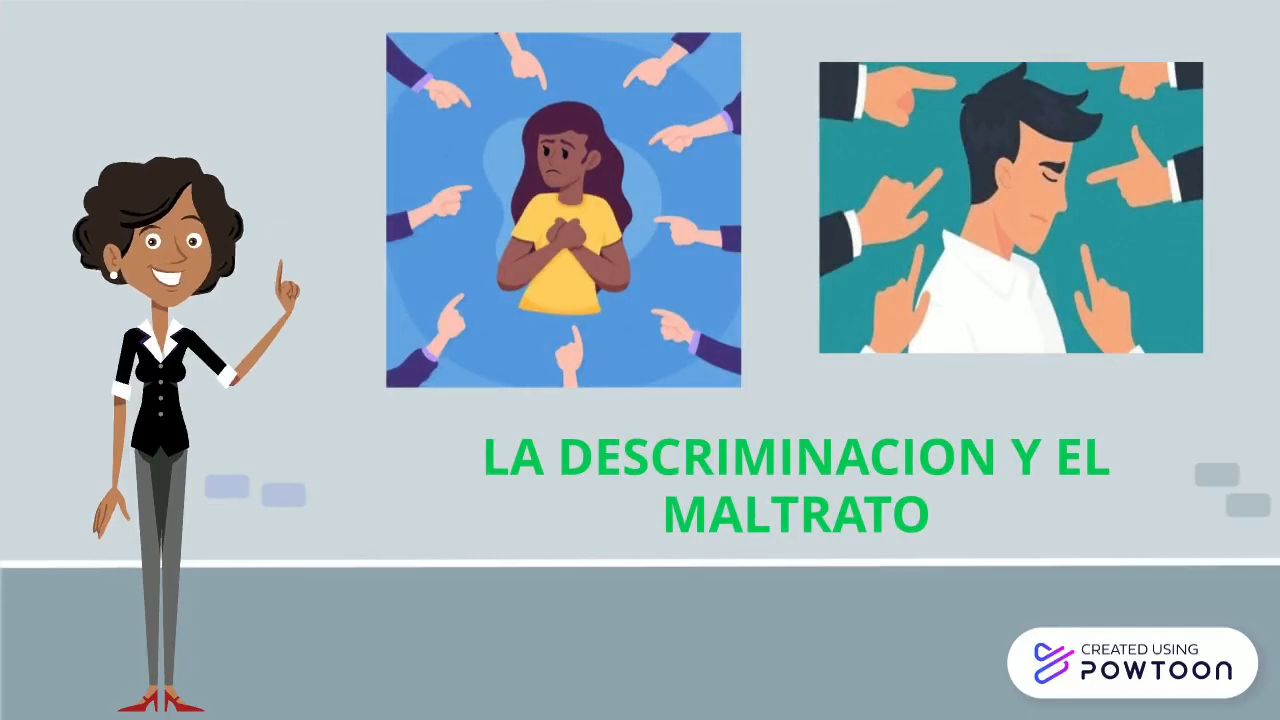 LA DESCRIMINACION Y EL
MALTRATO
CREATED USING
POWTOON